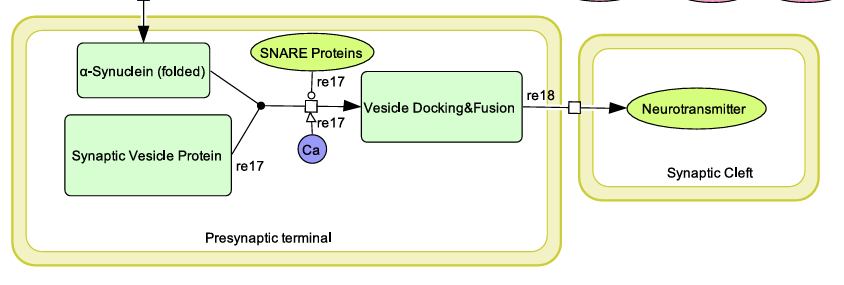 SNARE Proteins
α-Synuclein (folded)
re17
re18
Vesicle Docking&Fusion
Neurotransmitter
re17
Ca
Synaptic Vesicle Protein
re17
Synaptic Cleft
Presynaptic terminal